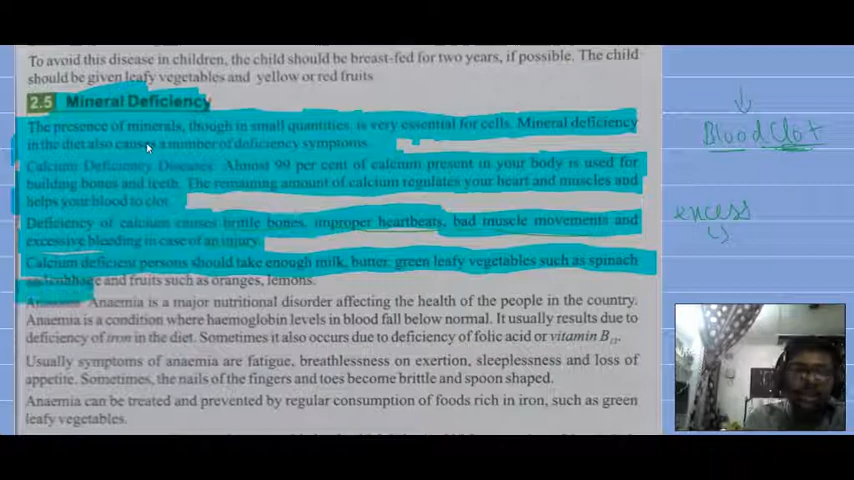 To avoid this disease in children, the child should be breast-fed for two years, if possible. The child
should be given leafy vegetables and yellow or red fruits
2.5 Mineral Deficiency
The presence of minerals, though in small quantities, is very essential for cells. Mineral deficiency
in the diet also causes a number of deficiency symptoms.
Calcium Deficiency Diseases: Almost 99 per cent of calcium present in your body is used for
building bones and teeth. The remaining amount of calcium regulates your heart and muscles and
helps your blood to clot.
Deficiency of calcium causes brittle bones, improper heartbeats, bad muscle movements and
excessive bleeding in case of an injury.
Calcium deficient persons should take enough milk, butter, green leafy vegetables such as spinach
and fruits such as oranges, lemons.
Anaemia is a major nutritional disorder affecting the health of the people in the country.
Anaemia is a condition where haemoglobin levels in blood fall below normal. It usually results due to
deficiency of iron in the diet. Sometimes it also occurs due to deficiency of folic acid or vitamin B12.
Usually symptoms of anaemia are fatigue, breathlessness on exertion, sleeplessness and loss of
appetite. Sometimes, the nails of the fingers and toes become brittle and spoon shaped.
Anaemia can be treated and prevented by regular consumption of foods rich in iron, such as green
leafy vegetables.
Blood Clot
excess